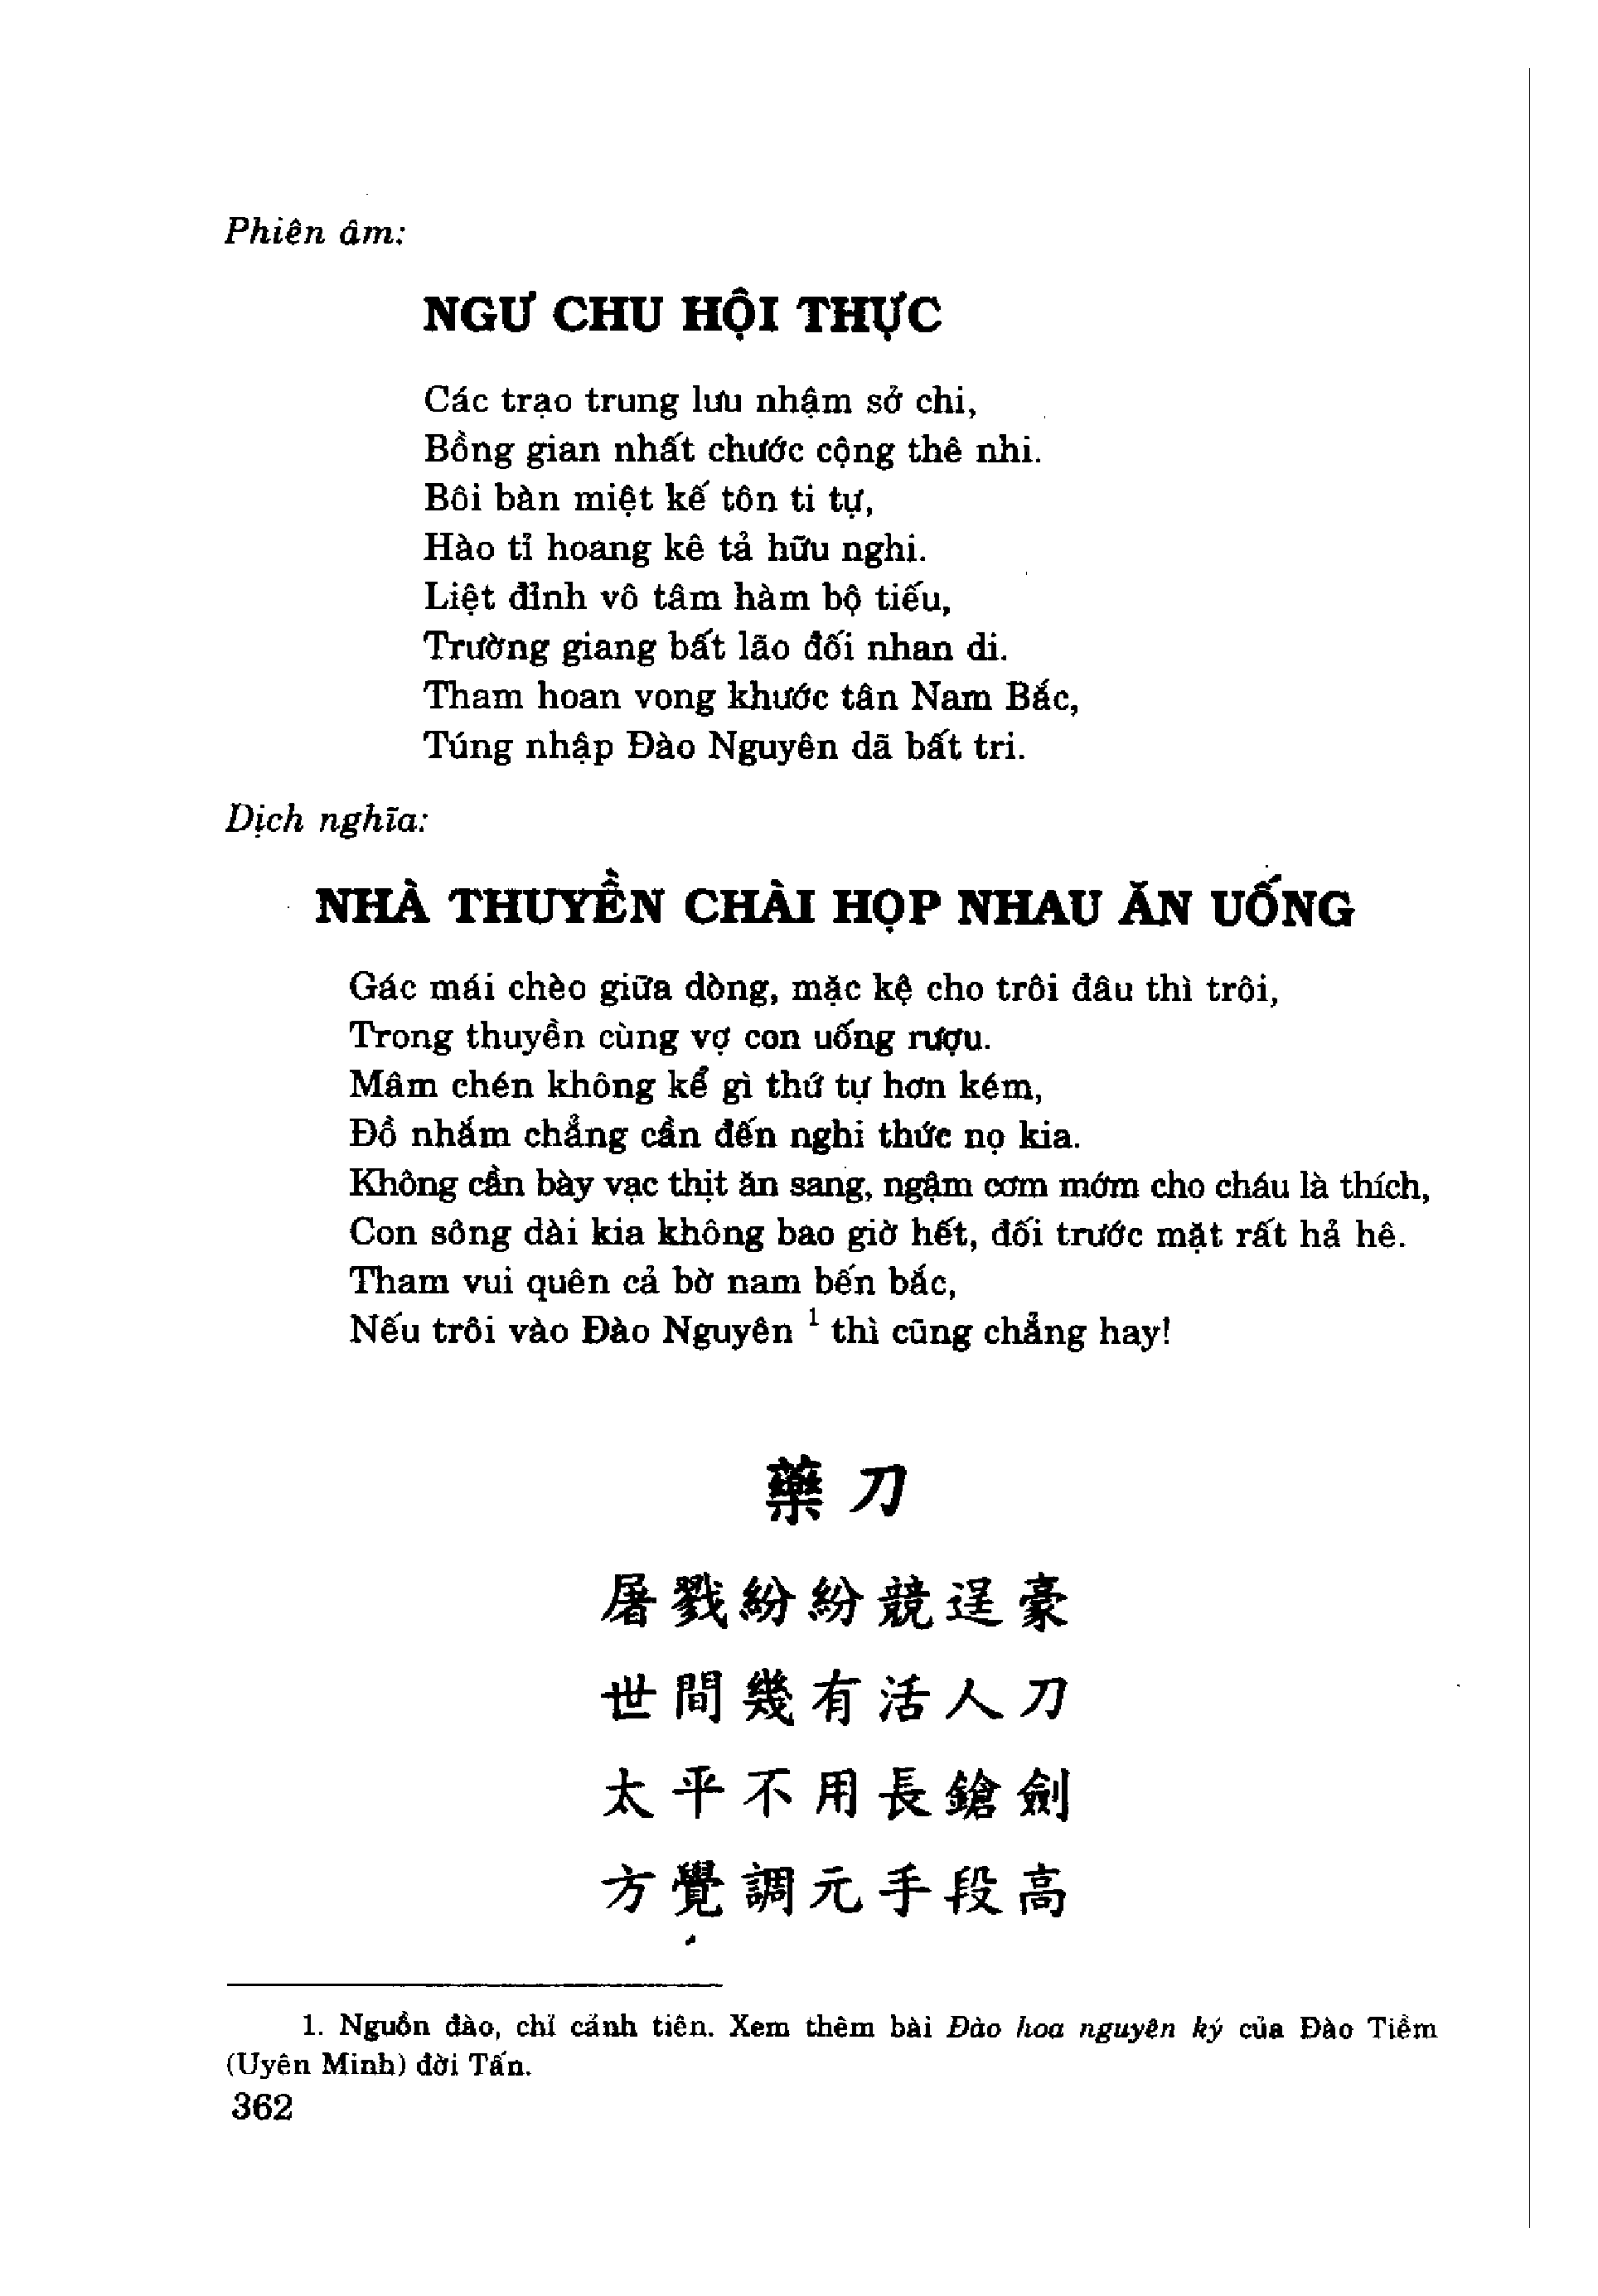 Phiên âm:
NGƯ CHU HỘI THỰC
Các trạo trung lưu nhậm sở chi,
Bồng gian nhất chước cộng thê nhi.
Bôi bàn miệt kế tôn ti tự,
Hào tỉ hoang kê tả hữu nghi.
Liệt đỉnh vô tâm hàm bộ tiếu,
Trường giang bất lão đối nhan di.
Tham hoan vong khước tân Nam Bắc,
Túng nhập Đào Nguyên dã bất tri.
Dịch nghĩa:
NHÀ THUYỀN CHÀI HỌP NHAU ĂN UỐNG
Gác mái chèo giữa dòng, mặc kệ cho trôi đâu thì trôi,
Trong thuyền cùng vợ con uống rượu.
Mâm chén không kể gì thứ tự hơn kém,
Đồ nhắm chẳng cần đến nghi thức nọ kia.
Không cần bày vạc thịt ăn sang, ngậm cơm mớm cho cháu là thích,
Con sông dài kia không bao giờ hết, đối trước mặt rất hả hê.
Tham vui quên cả bờ nam bến bắc,
Nếu trôi vào Đào Nguyên ¹ thì cũng chẳng hay!
藥刀
屠戮紛紛競逞豪
世間幾有活人刀
太平不用長鎗劍
方覺調元手段高
1. Nguồn đào, chỉ cảnh tiên. Xem thêm bài Đào hoa nguyên ký của Đào Tiềm
(Uyên Minh) đời Tấn.
362